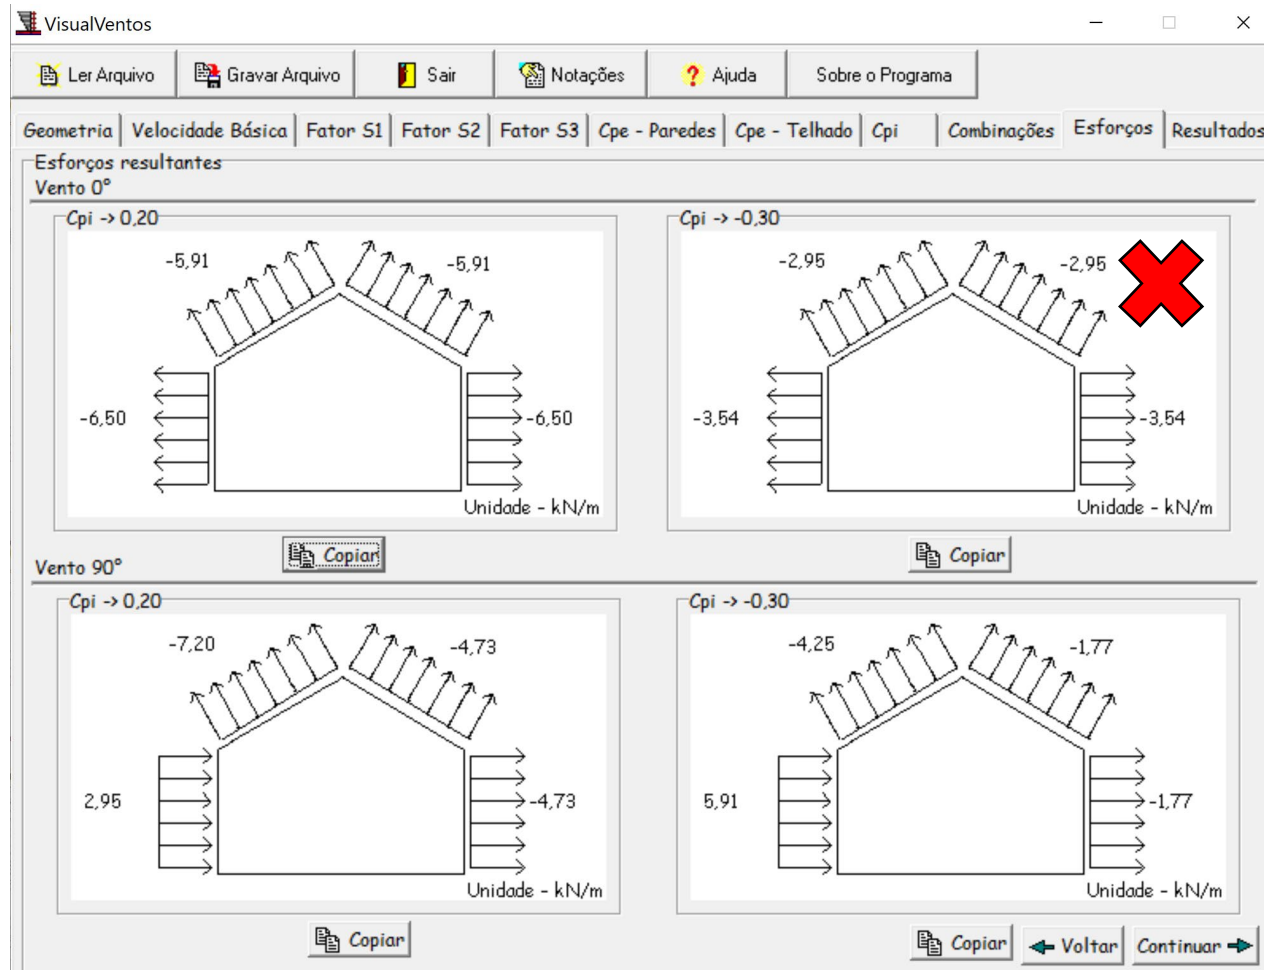 VisualVentos
Ler Arquivo Gravar Arquivo Sair Notações ? Ajuda Sobre o Programa
Geometria Velocidade Básica Fator S1 Fator S2 Fator S3 Cpe - Paredes Cpe - Telhado Cpi Combinações Esforços Resultados
Esforços resultantes
Vento 0°
Cpi -> 0,20
-5,91 -5,91
-6,50 -6,50
Unidade - kN/m
Copiar
Cpi -> -0,30
-2,95 -2,95
-3,54 -3,54
Unidade - kN/m
Copiar
Vento 90°
Cpi -> 0,20
-7,20 -4,73
2,95 -4,73
Unidade - kN/m
Copiar
Cpi -> -0,30
-4,25 -1,77
5,91 -1,77
Unidade - kN/m
Copiar Voltar Continuar